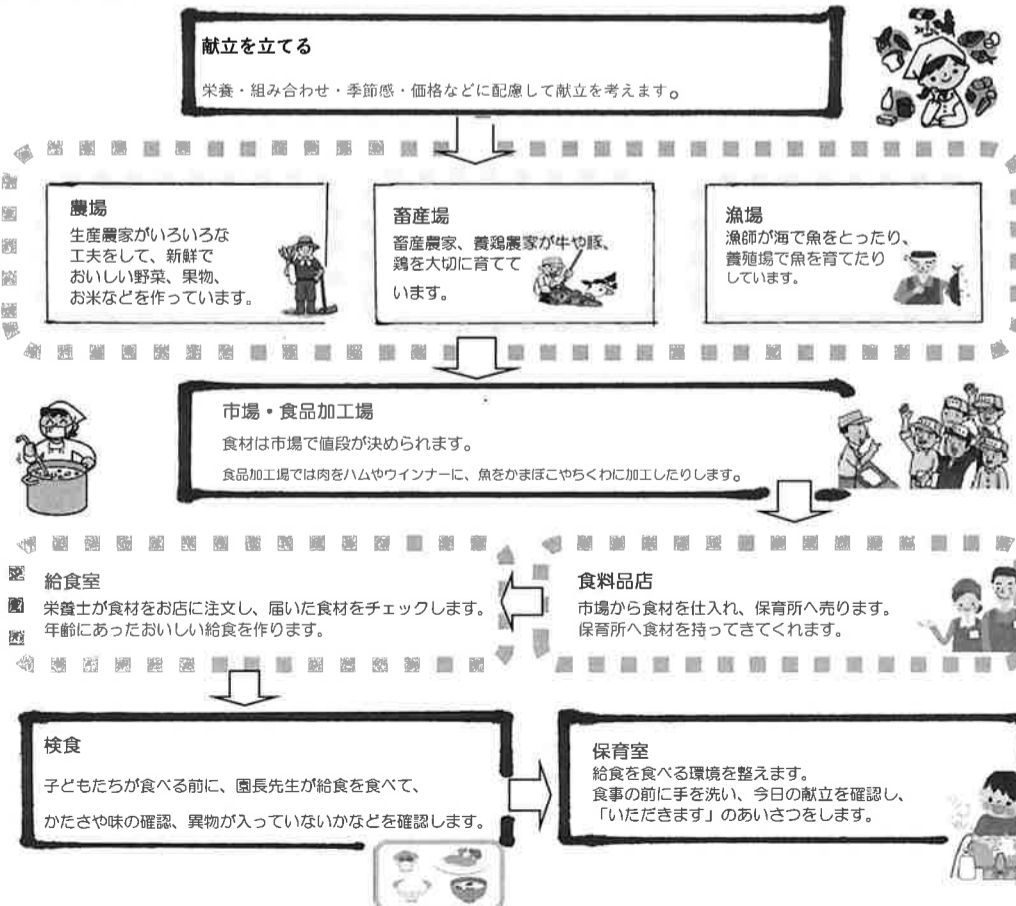 献立を立てる
栄養・組み合わせ・季節感・価格などに配慮して献立を考えます。
農場
生産農家がいろいろな
工夫をして、新鮮で
おいしい野菜、果物、
お米などを作っています。
畜産場
畜産農家、養鶏農家が牛や豚、
鶏を大切に育てて
います。
漁場
漁師が海で魚をとったり、
養殖場で魚を育てたり
しています。
市場・食品加工場
食材は市場で値段が決められます。
食品加工場では肉をハムやウインナーに、魚をかまぼこやちくわに加工したりします。
給食室
栄養士が食材をお店に注文し、届いた食材をチェックします。
年齢にあったおいしい給食を作ります。
食料品店
市場から食材を仕入れ、保育所へ売ります。
保育所へ食材を持ってきてくれます。
検食
子どもたちが食べる前に、園長先生が給食を食べて、
かたさや味の確認、異物が入っていないかなどを確認します。
保育室
給食を食べる環境を整えます。
食事の前に手を洗い、今日の献立を確認し、
「いただきます」のあいさつをします。